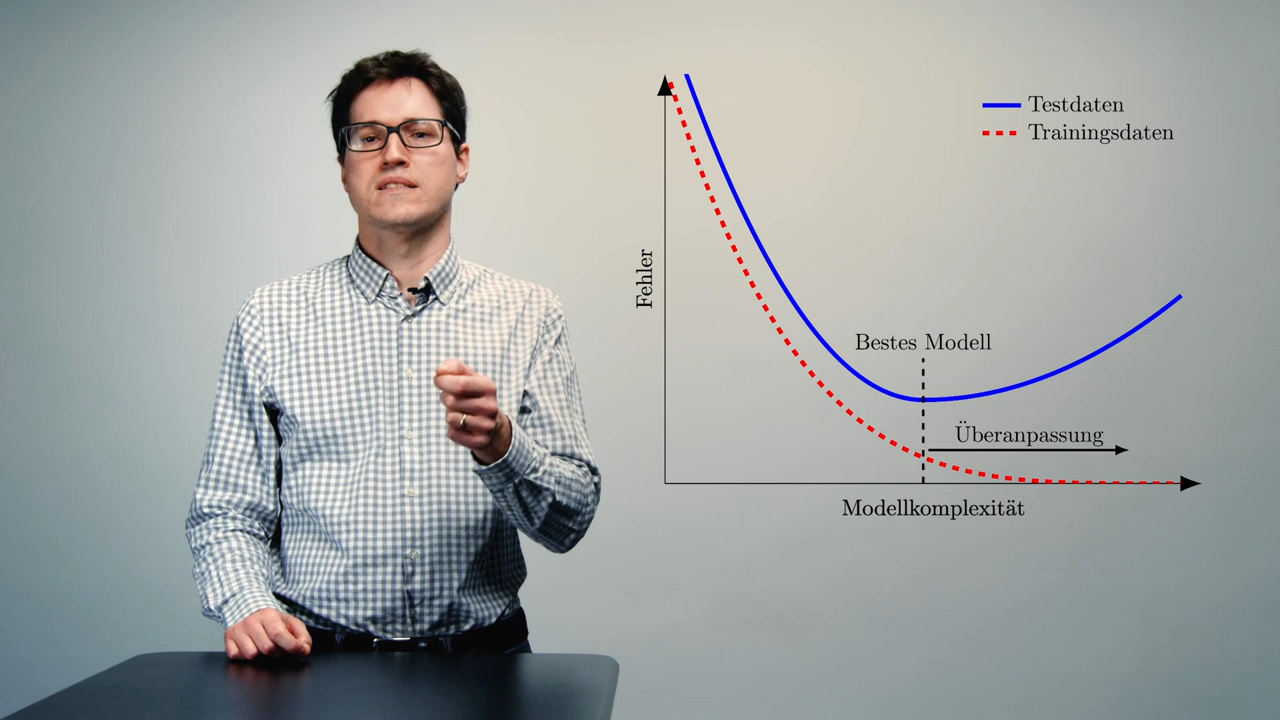 Testdaten
Trainingsdaten
Fehler
Bestes Modell
Überanpassung
Modellkomplexität